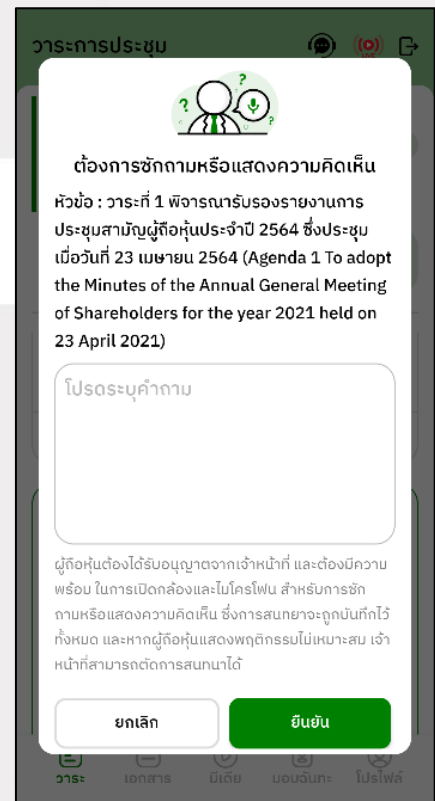 วาระการประชุม
LIVE
? ? ?
?
ต้องการซักถามหรือแสดงความคิดเห็น
หัวข้อ : วาระที่ 1 พิจารณารับรองรายงานการ
ประชุมสามัญผู้ถือหุ้นประจำปี 2564 ซึ่งประชุม
เมื่อวันที่ 23 เมษายน 2564 (Agenda 1 To adopt
the Minutes of the Annual General Meeting
of Shareholders for the year 2021 held on
23 April 2021)
โปรดระบุคำถาม
ผู้ถือหุ้นต้องได้รับอนุญาตจากเจ้าหน้าที่ และต้องมีความ
พร้อม ในการเปิดกล้องและไมโครโฟน สำหรับการซัก
ถามหรือแสดงความคิดเห็น ซึ่งการสนทยาจะถูกบันทึกไว้
ทั้งหมด และหากผู้ถือหุ้นแสดงพฤติกรรมไม่เหมาะสม เจ้า
หน้าที่สามารถตัดการสนทนาได้
ยกเลิก ยืนยัน
วาระ เอกสาร มีเดีย มอบฉันทะ โปรไฟล์